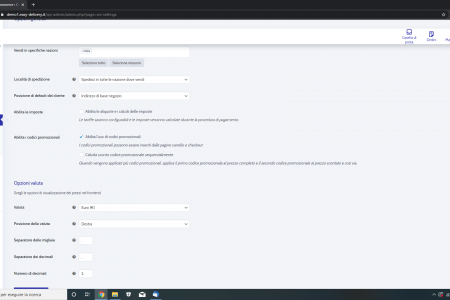 demo1.easy-delivery.it/wp-admin/admin.php?page=wc-settings
Casella di posta
Ordini
Vendi in specifiche nazioni
Seleziona tutto
Seleziona nessuno
Località di spedizione
Spedisci in tutte le nazioni dove vendi
Posizione di default del cliente
Indirizzo di base negozio
Abilita le imposte
Abilita le aliquote e i calcoli delle imposte
Le tariffe saranno configurabili e le imposte verranno calcolate durante la procedura di pagamento.
Abilita i codici promozionali
Abilita l'uso di codici promozionali
I codici promozionali possono essere inseriti dalle pagine carrello e checkout
Calcola sconto codice promozionale sequenzialmente
Quando vengono applicati più codici promozionali, applica il primo codice promozionale al prezzo completo e il secondo codice promozionale al prezzo scontato e così via.
Opzioni valuta
Scegli le opzioni di visualizzazione dei prezzi nel frontend.
Valuta
Euro (€)
Posizione della valuta
Destra
Separatore delle migliaia
Separatore dei decimali
Numero di decimali
per eseguire la ricerca